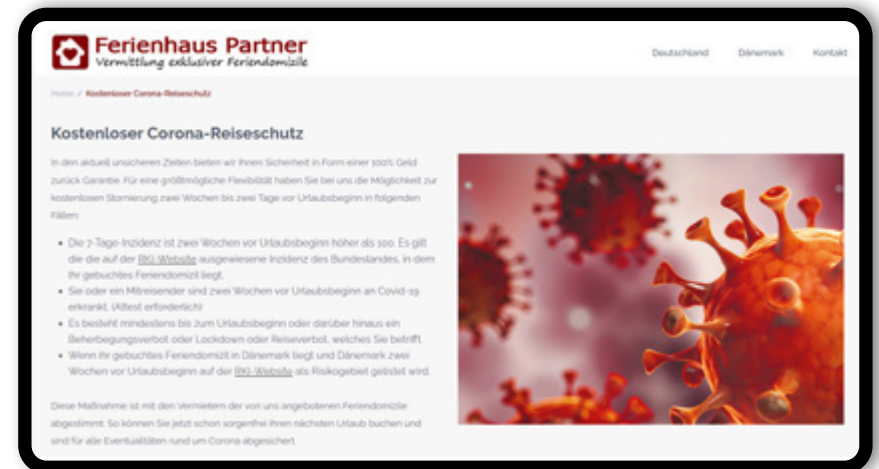 Ferienhaus Partner
Vermittlung exklusiver Feriendomizile
Deutschland Dänemark Kontakt
Home / Kostenloser Corona-Reiseschutz
Kostenloser Corona-Reiseschutz
In den aktuell unsicheren Zeiten bieten wir Ihnen Sicherheit in Form einer 100% Geld
zurück Garantie. Für eine größtmögliche Flexibilität haben Sie bei uns die Möglichkeit zur
kostenlosen Stornierung zwei Wochen bis zwei Tage vor Urlaubsbeginn in folgenden
Fällen:
▪ Die 7-Tage-Inzidenz ist zwei Wochen vor Urlaubsbeginn höher als 100. Es gilt
die die auf der RKI-Website ausgewiesene Inzidenz des Bundeslandes, in dem
Ihr gebuchtes Feriendomizil liegt.
▪ Sie oder ein Mitreisender sind zwei Wochen vor Urlaubsbeginn an Covid-19
erkrankt. (Attest erforderlich)
▪ Es besteht mindestens bis zum Urlaubsbeginn oder darüber hinaus ein
Beherbegungsverbot oder Lockdown oder Reiseverbot, welches Sie betrifft.
▪ Wenn ihr gebuchtes Feriendomizil in Dänemark liegt und Dänemark zwei
Wochen vor Urlaubsbeginn auf der RKI-Website als Risikogebiet gelistet wird.
Diese Maßnahme ist mit den Vermietern der von uns angebotenen Feriendomizile
abgestimmt. So können Sie jetzt schon sorgenfrei Ihren nächsten Urlaub buchen und
sind für alle Eventualitäten rund um Corona abgesichert.